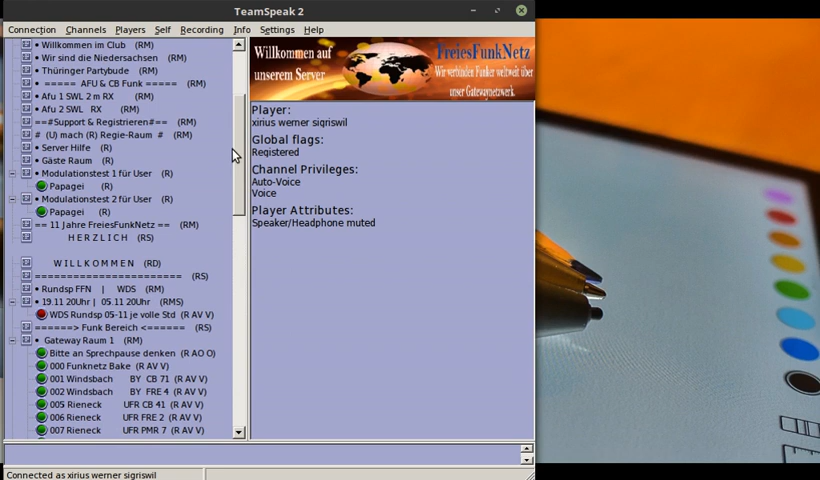 TeamSpeak 2
Connection Channels Players Self Recording Info Settings Help
• Willkommen im Club (RM)
• Wir sind die Niedersachsen (RM)
• Thüringer Partybude (RM)
• ===== AFU & CB Funk ===== (RM)
• Afu 1 SWL 2 m RX (RM)
• Afu 2 SWL RX (RM)
==#Support & Registrieren#== (RM)
# (U) mach (R) Regie-Raum # (RM)
• Server Hilfe (R)
• Gäste Raum (R)
• Modulationstest 1 für User (R)
Papagei (R)
• Modulationstest 2 für User (R)
Papagei (R)
== 11 Jahre FreiesFunkNetz == (RM)
H E R Z L I C H (RS)
W I L L K O M M E N (RD)
======================= (RS)
• Rundsp FFN | WDS (RM)
• 19.11 20Uhr | 05.11 20Uhr (RMS)
WDS Rundsp 05-11 je volle Std (R AV V)
======> Funk Bereich <====== (RS)
• Gateway Raum 1 (RM)
Bitte an Sprechpause denken (R AO O)
000 Funknetz Bake (R AV V)
001 Windsbach BY CB 71 (R AV V)
002 Windsbach BY FRE 4 (R AV V)
005 Rieneck UFR CB 41 (R AV V)
006 Rieneck UFR FRE 2 (R AV V)
007 Rieneck UFR PMR 7 (R AV V)
Willkommen auf
unserem Server
FreiesFunkNetz
Wir verbinden Funker weltweit über
unser Gatewaynetzwerk.
Player:
xirius werner sigriswil
Global flags:
Registered
Channel Privileges:
Auto-Voice
Voice
Player Attributes:
Speaker/Headphone muted
Connected as xirius werner sigriswil